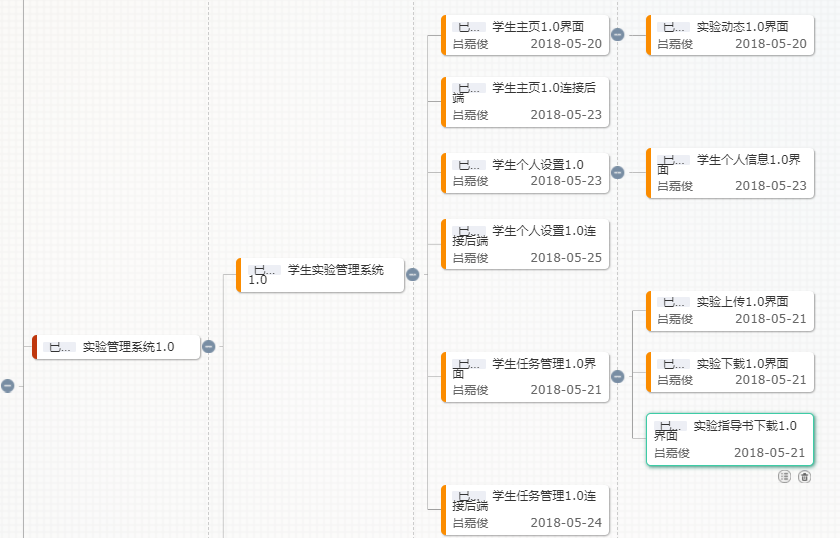 已... 实验管理系统1.0
已... 学生实验管理系统
1.0
已... 学生主页1.0界面
吕嘉俊 2018-05-20
已... 实验动态1.0界面
吕嘉俊 2018-05-20
已... 学生主页1.0连接后
端
吕嘉俊 2018-05-23
已... 学生个人设置1.0
吕嘉俊 2018-05-23
已... 学生个人信息1.0界
面
吕嘉俊 2018-05-23
已... 学生个人设置1.0连
接后端
吕嘉俊 2018-05-25
已... 学生任务管理1.0界
面
吕嘉俊 2018-05-21
已... 实验上传1.0界面
吕嘉俊 2018-05-21
已... 实验下载1.0界面
吕嘉俊 2018-05-21
已... 实验指导书下载1.0
界面
吕嘉俊 2018-05-21
已... 学生任务管理1.0连
接后端
吕嘉俊 2018-05-24